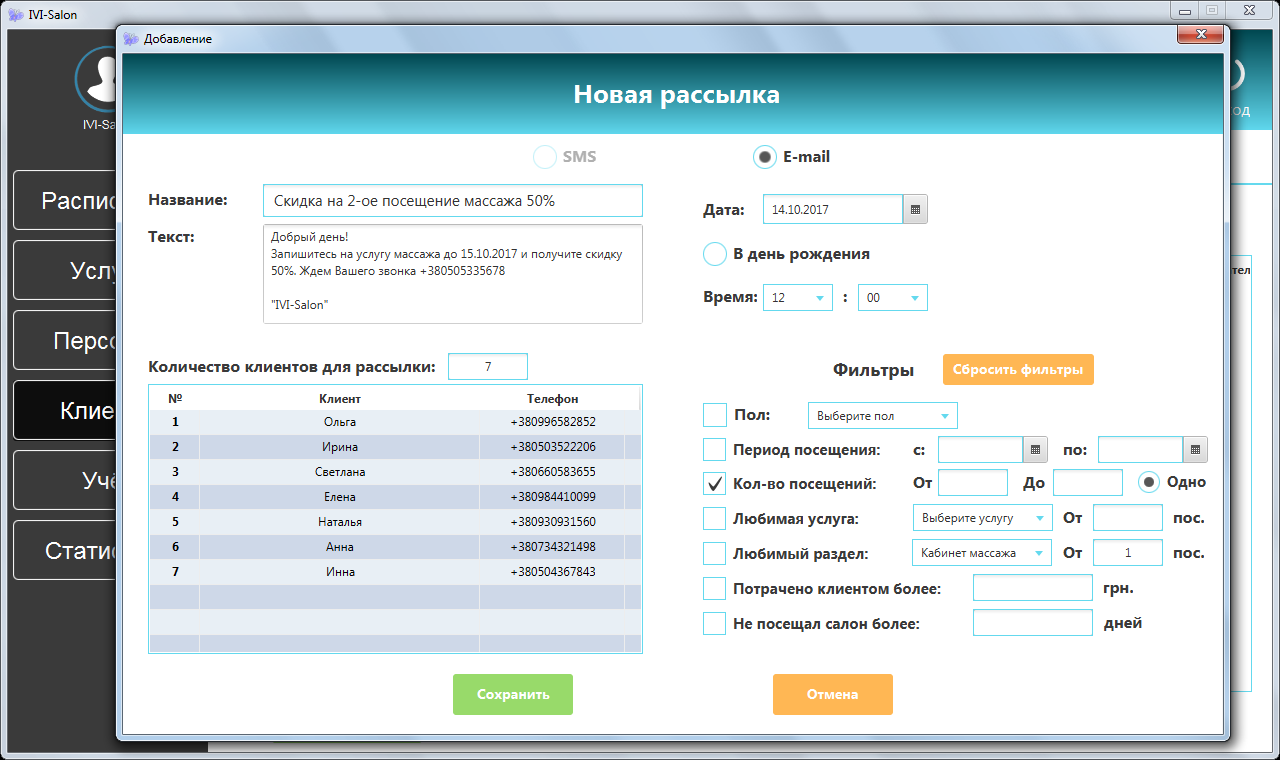 IVI-Salon
Добавление
IVI-Sa
Распис
Услу
Персо
Клие
Учё
Статис
од
тел
Новая рассылка
SMS
E-mail
Название:
Скидка на 2-ое посещение массажа 50%
Текст:
Добрый день!
Запишитесь на услугу массажа до 15.10.2017 и получите скидку
50%. Ждем Вашего звонка +380505335678
"IVI-Salon"
Дата:
14.10.2017
В день рождения
Время: 12 : 00
Количество клиентов для рассылки: 7
№ Клиент Телефон
1 Ольга +380996582852
2 Ирина +380503522206
3 Светлана +380660583655
4 Елена +380984410099
5 Наталья +380930931560
6 Анна +380734321498
7 Инна +380504367843
Фильтры
Сбросить фильтры
Пол: Выберите пол
Период посещения: с: по:
Кол-во посещений: От До Одно
Любимая услуга: Выберите услугу От пос.
Любимый раздел: Кабинет массажа От 1 пос.
Потрачено клиентом более: грн.
Не посещал салон более: дней
Сохранить
Отмена